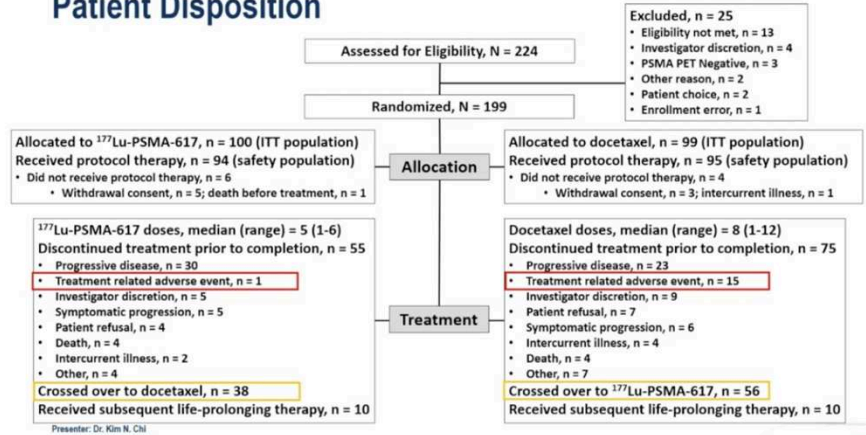 Patient Disposition
Assessed for Eligibility, N = 224
Excluded, n = 25
• Eligibility not met, n = 13
• Investigator discretion, n = 4
• PSMA PET Negative, n = 3
• Other reason, n = 2
• Patient choice, n = 2
• Enrollment error, n = 1
Randomized, N = 199
Allocated to ¹⁷⁷Lu-PSMA-617, n = 100 (ITT population)
Received protocol therapy, n = 94 (safety population)
• Did not receive protocol therapy, n = 6
• Withdrawal consent, n = 5; death before treatment, n = 1
Allocation
Allocated to docetaxel, n = 99 (ITT population)
Received protocol therapy, n = 95 (safety population)
• Did not receive protocol therapy, n = 4
• Withdrawal consent, n = 3; intercurrent illness, n = 1
¹⁷⁷Lu-PSMA-617 doses, median (range) = 5 (1-6)
Discontinued treatment prior to completion, n = 55
• Progressive disease, n = 30
• Treatment related adverse event, n = 1
• Investigator discretion, n = 5
• Symptomatic progression, n = 5
• Patient refusal, n = 4
• Death, n = 4
• Intercurrent illness, n = 2
• Other, n = 4
Crossed over to docetaxel, n = 38
Received subsequent life-prolonging therapy, n = 10
Treatment
Docetaxel doses, median (range) = 8 (1-12)
Discontinued treatment prior to completion, n = 75
• Progressive disease, n = 23
• Treatment related adverse event, n = 15
• Investigator discretion, n = 9
• Patient refusal, n = 7
• Symptomatic progression, n = 6
• Intercurrent illness, n = 4
• Death, n = 4
• Other, n = 7
Crossed over to ¹⁷⁷Lu-PSMA-617, n = 56
Received subsequent life-prolonging therapy, n = 10
Presenter: Dr. Kim N. Chi